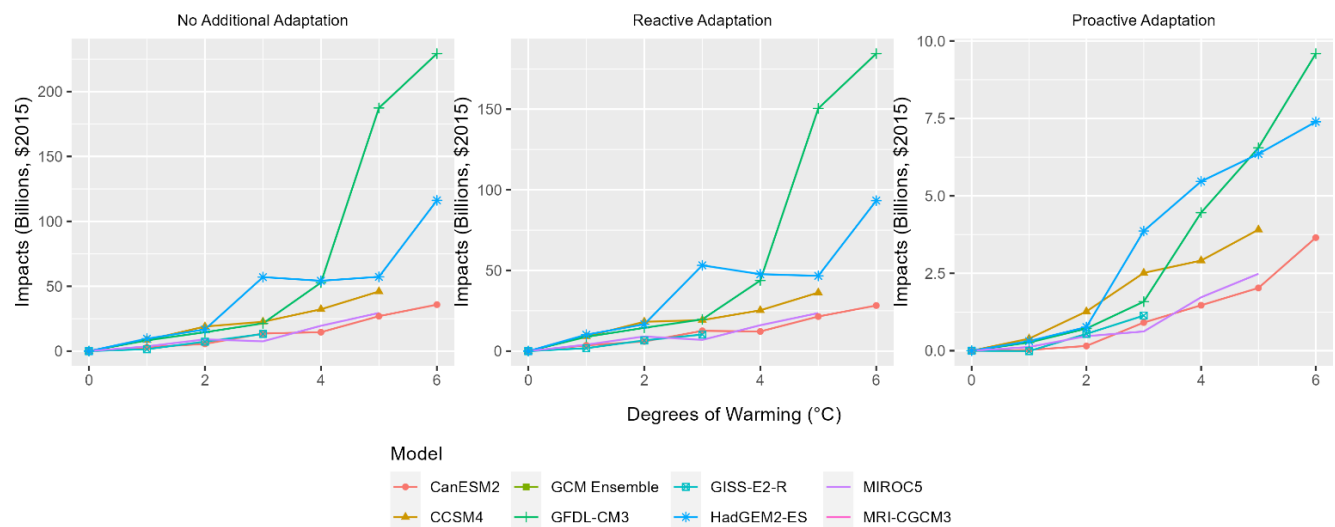 No Additional Adaptation
Reactive Adaptation
Proactive Adaptation
Impacts (Billions, $2015)
200
150
100
50
0
0
2
4
6
Impacts (Billions, $2015)
150
100
50
0
0
2
4
6
Impacts (Billions, $2015)
10.0
7.5
5.0
2.5
0.0
0
2
4
6
Degrees of Warming (°C)
Model
CanESM2
GCM Ensemble
GISS-E2-R
MIROC5
CCSM4
GFDL-CM3
HadGEM2-ES
MRI-CGCM3